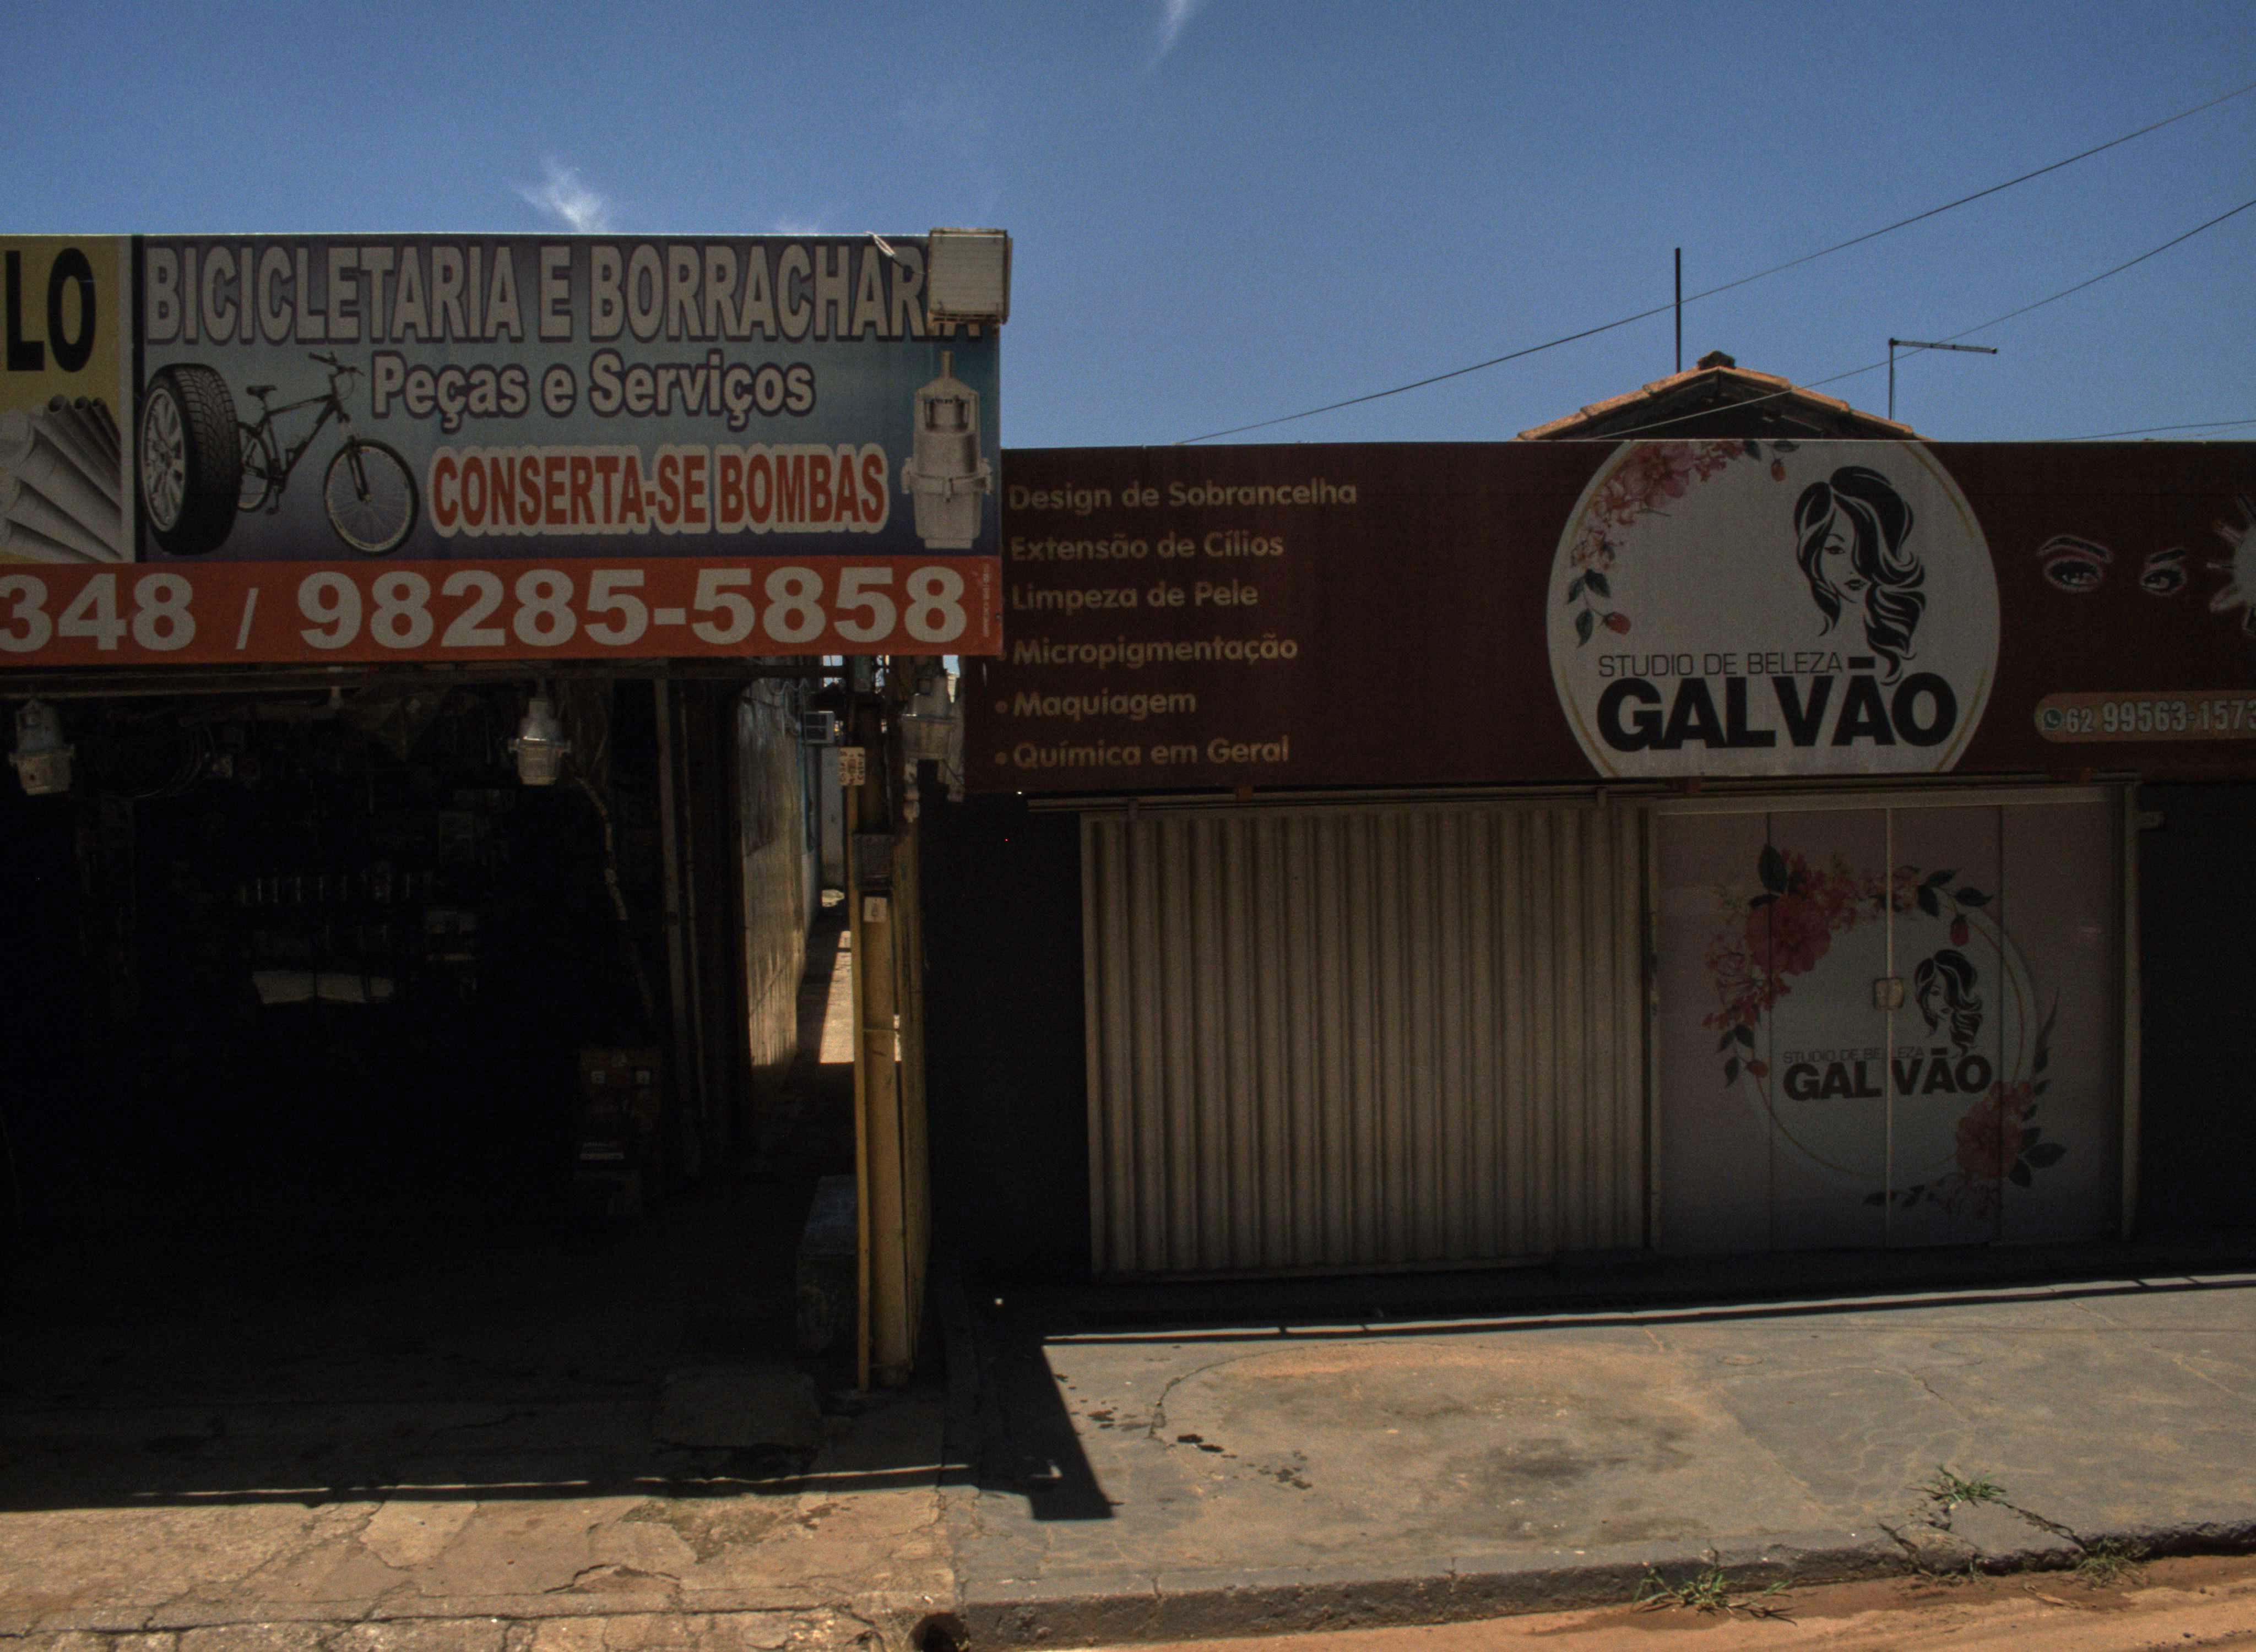 LO
BICICLETARIA E BORRACHARIA
Peças e Serviços
CONSERTA-SE BOMBAS
348 / 98285-5858
Design de Sobrancelha
Extensão de Cílios
Limpeza de Pele
• Micropigmentação
• Maquiagem
• Química em Geral
STUDIO DE BELEZA
GALVÃO
62 99563-1573
STUDIO DE BELEZA
GALVÃO